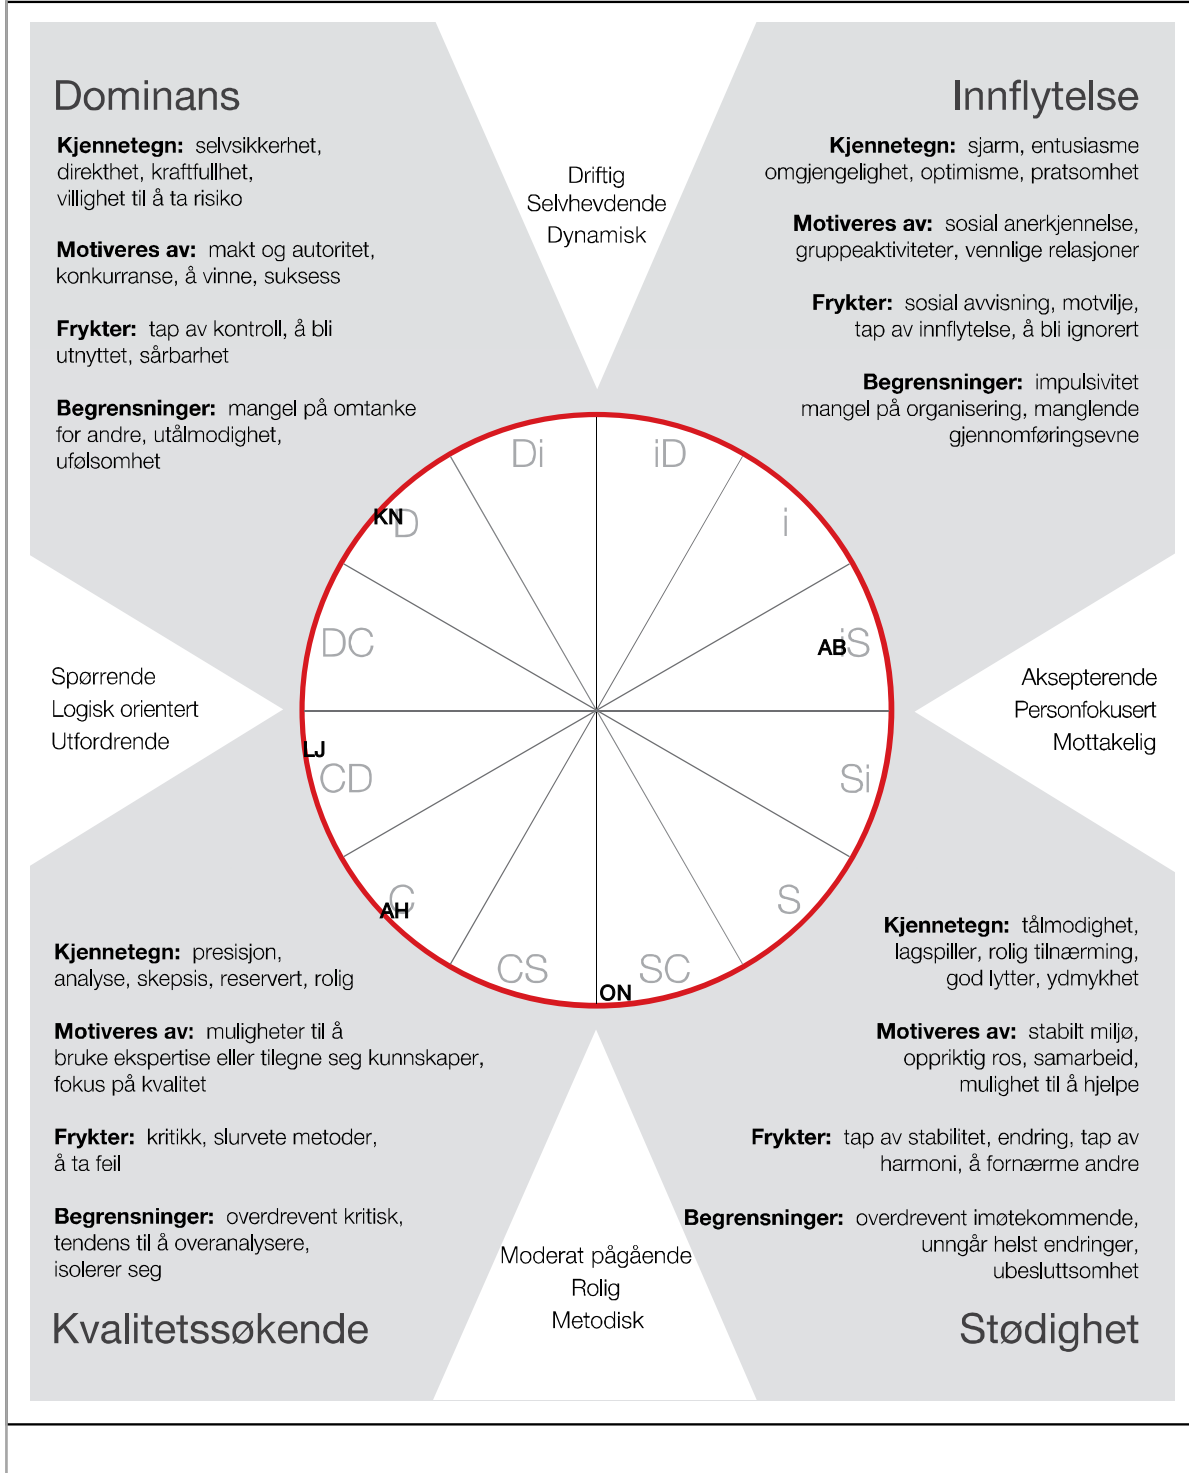 Dominans
Kjennetegn: selvsikkerhet,
direkthet, kraftfullhet,
villighet til å ta risiko
Motiveres av: makt og autoritet,
konkurranse, å vinne, suksess
Frykter: tap av kontroll, å bli
utnyttet, sårbarhet
Begrensninger: mangel på omtanke
for andre, utålmodighet,
ufølsomhet
Driftig
Selvhevdende
Dynamisk
Innflytelse
Kjennetegn: sjarm, entusiasme
omgjengelighet, optimisme, pratsomhet
Motiveres av: sosial anerkjennelse,
gruppeaktiviteter, vennlige relasjoner
Frykter: sosial avvisning, motvilje,
tap av innflytelse, å bli ignorert
Begrensninger: impulsivitet
mangel på organisering, manglende
gjennomføringsevne
Di
iD
KN
D
i
DC
AB
iS
Spørrende
Logisk orientert
Utfordrende
Aksepterende
Personfokusert
Mottakelig
LJ
CD
Si
C
AH
S
CS
SC
ON
Kjennetegn: presisjon,
analyse, skepsis, reservert, rolig
Motiveres av: muligheter til å
bruke ekspertise eller tilegne seg kunnskaper,
fokus på kvalitet
Frykter: kritikk, slurvete metoder,
å ta feil
Begrensninger: overdrevent kritisk,
tendens til å overanalysere,
isolerer seg
Kvalitetssøkende
Moderat pågående
Rolig
Metodisk
Kjennetegn: tålmodighet,
lagspiller, rolig tilnærming,
god lytter, ydmykhet
Motiveres av: stabilt miljø,
oppriktig ros, samarbeid,
mulighet til å hjelpe
Frykter: tap av stabilitet, endring, tap av
harmoni, å fornærme andre
Begrensninger: overdrevent imøtekommende,
unngår helst endringer,
ubesluttsomhet
Stødighet